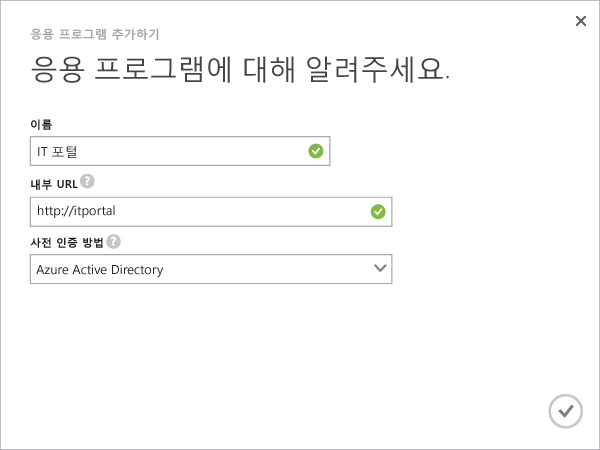 응용 프로그램 추가하기
응용 프로그램에 대해 알려주세요.
이름
IT 포털
내부 URL ?
http://itportal
사전 인증 방법 ?
Azure Active Directory